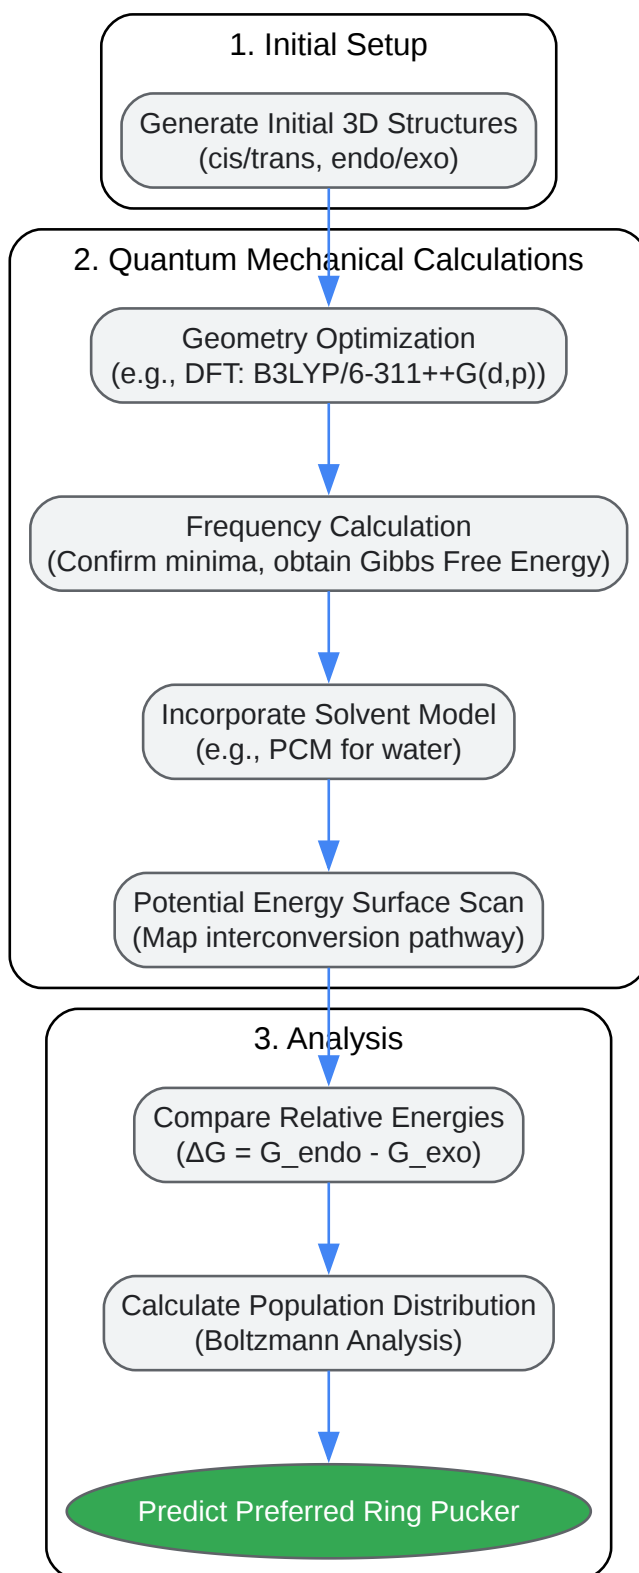 1. Initial Setup
Generate Initial 3D Structures
(cis/trans, endo/exo)
2. Quantum Mechanical Calculations
Geometry Optimization
(e.g., DFT: B3LYP/6-311++G(d,p))
Frequency Calculation
(Confirm minima, obtain Gibbs Free Energy)
Incorporate Solvent Model
(e.g., PCM for water)
Potential Energy Surface Scan
(Map interconversion pathway)
3. Analysis
Compare Relative Energies
(ΔG = G_endo - G_exo)
Calculate Population Distribution
(Boltzmann Analysis)
Predict Preferred Ring Pucker